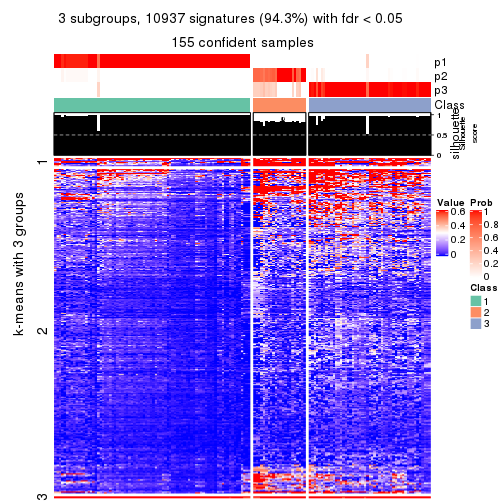 3 subgroups, 10937 signatures (94.3%) with fdr < 0.05
155 confident samples
p1
p2
p3
Class
1
0.5
0
silhouette
Silhouette
score
k-means with 3 groups
1
2
3
Value
0.6
0.4
0.2
0
Prob
1
0.8
0.6
0.4
0.2
0
Class
1
2
3